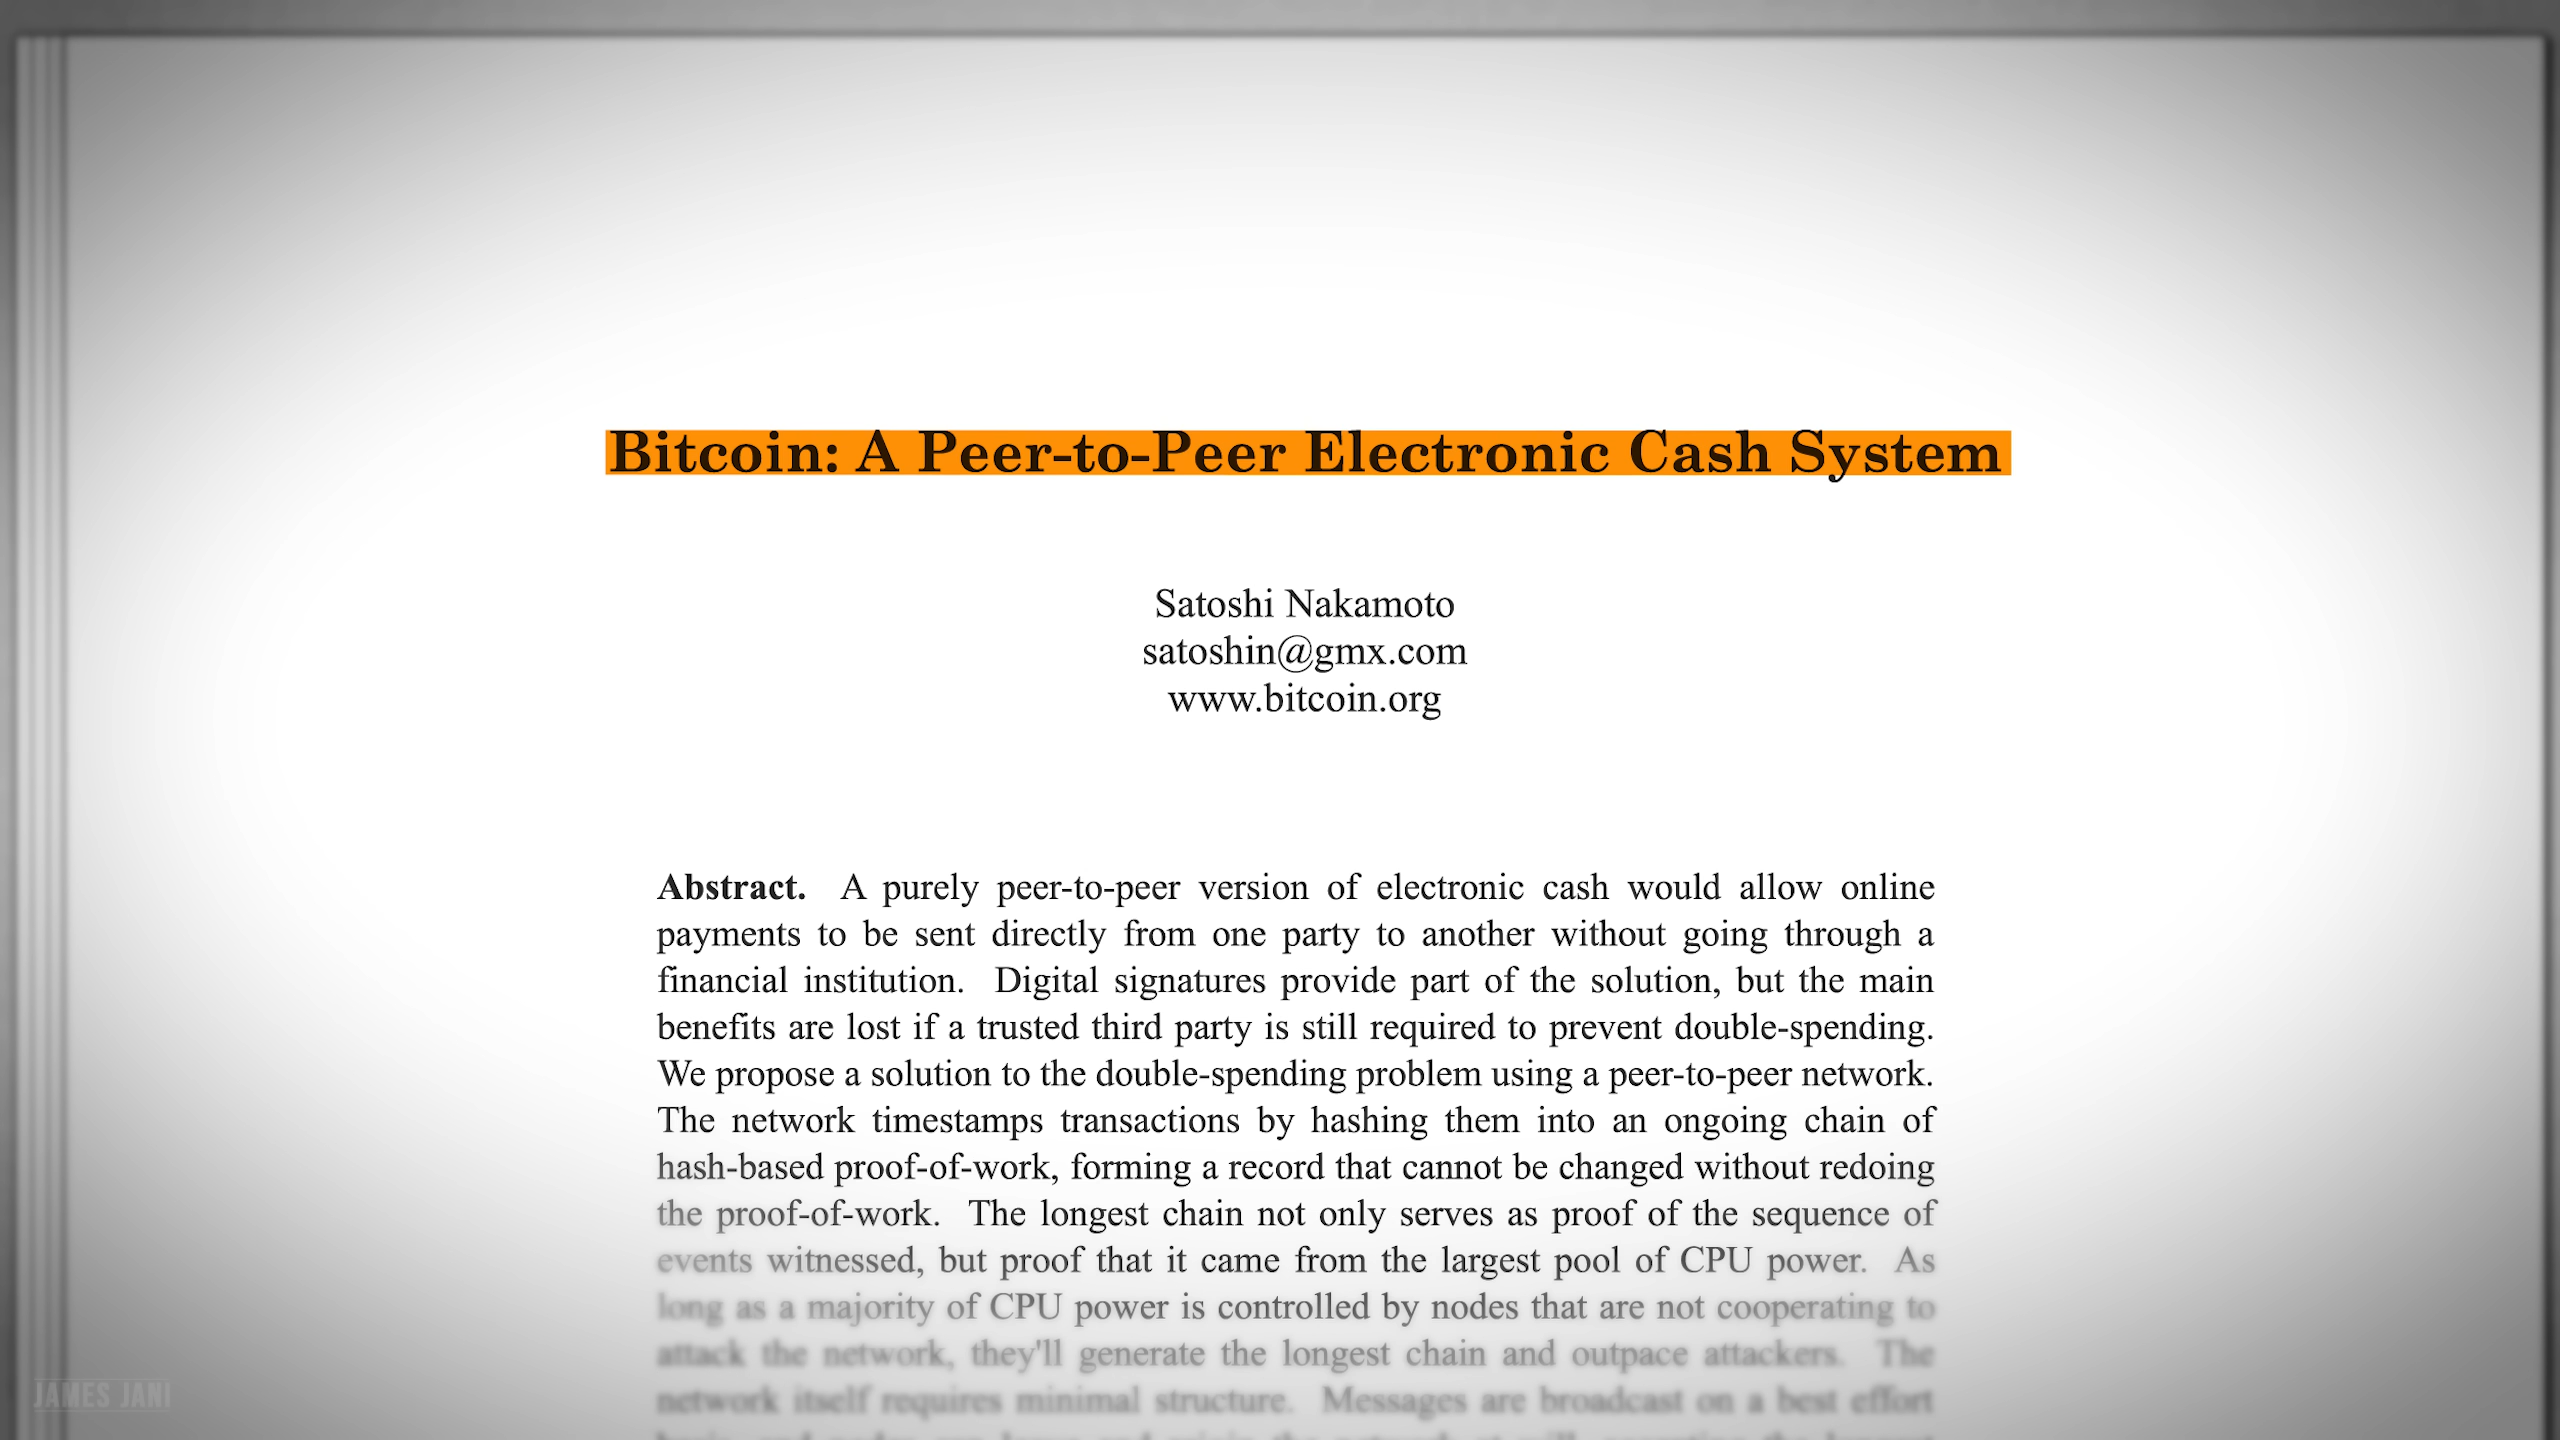 Bitcoin: A Peer-to-Peer Electronic Cash System
Satoshi Nakamoto
satoshin@gmx.com
www.bitcoin.org
Abstract. A purely peer-to-peer version of electronic cash would allow online
payments to be sent directly from one party to another without going through a
financial institution. Digital signatures provide part of the solution, but the main
benefits are lost if a trusted third party is still required to prevent double-spending.
We propose a solution to the double-spending problem using a peer-to-peer network.
The network timestamps transactions by hashing them into an ongoing chain of
hash-based proof-of-work, forming a record that cannot be changed without redoing
the proof-of-work. The longest chain not only serves as proof of the sequence of
events witnessed, but proof that it came from the largest pool of CPU power. As
long as a majority of CPU power is controlled by nodes that are not cooperating to
attack the network, they'll generate the longest chain and outpace attackers. The
network itself requires minimal structure. Messages are broadcast on a best effort
JAMES JANI